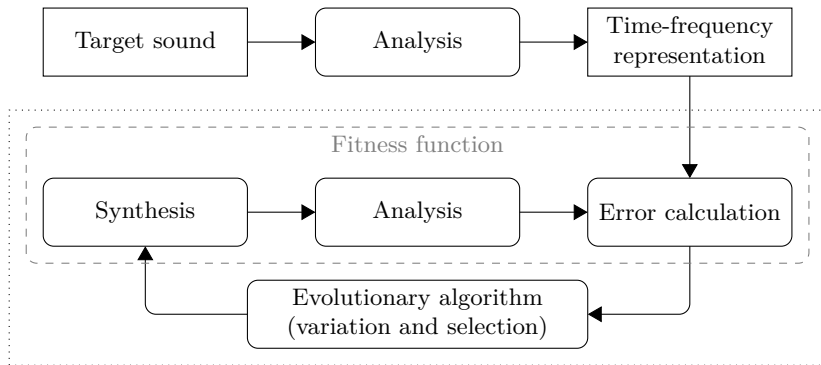 Target sound
Analysis
Time-frequency
representation
Fitness function
Synthesis
Analysis
Error calculation
Evolutionary algorithm
(variation and selection)